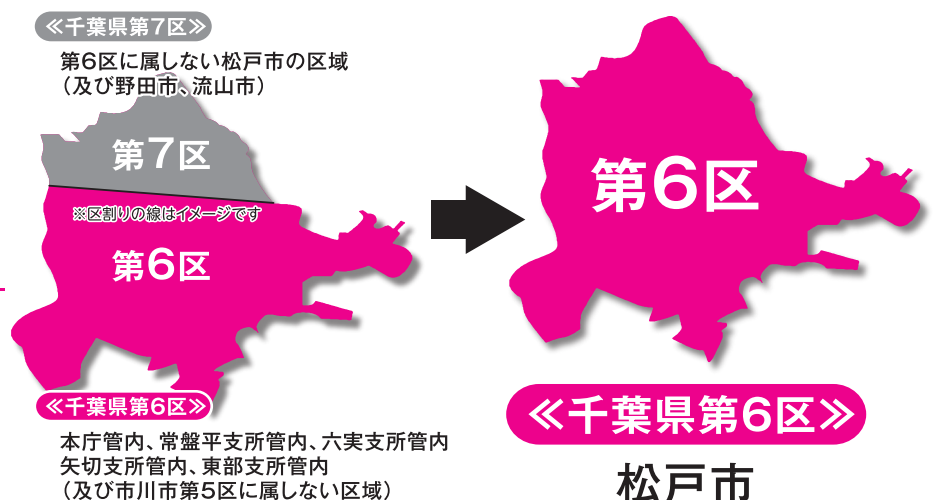 ≪千葉県第7区≫
第6区に属しない松戸市の区域
（及び野田市、流山市）
第7区
※区割りの線はイメージです
第6区
≪千葉県第6区≫
本庁管内、常盤平支所管内、六実支所管内
矢切支所管内、東部支所管内
（及び市川市第5区に属しない区域）
第6区
≪千葉県第6区≫
松戸市